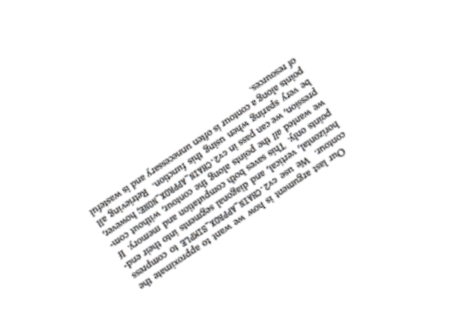 Our last argument is how we want to approximate the
contour. We use cv2.CHAIN_APPROX_SIMPLE to compress
horizontal, vertical, and diagonal segments into their end-
points only. This saves both computation and memory. If
we wanted all the points along the contour, without com-
pression, we can pass in cv2.CHAIN_APPROX_NONE; however,
be very sparing when using this function. Retrieving all
points along a contour is often unnecessary and is wasteful
of resources.